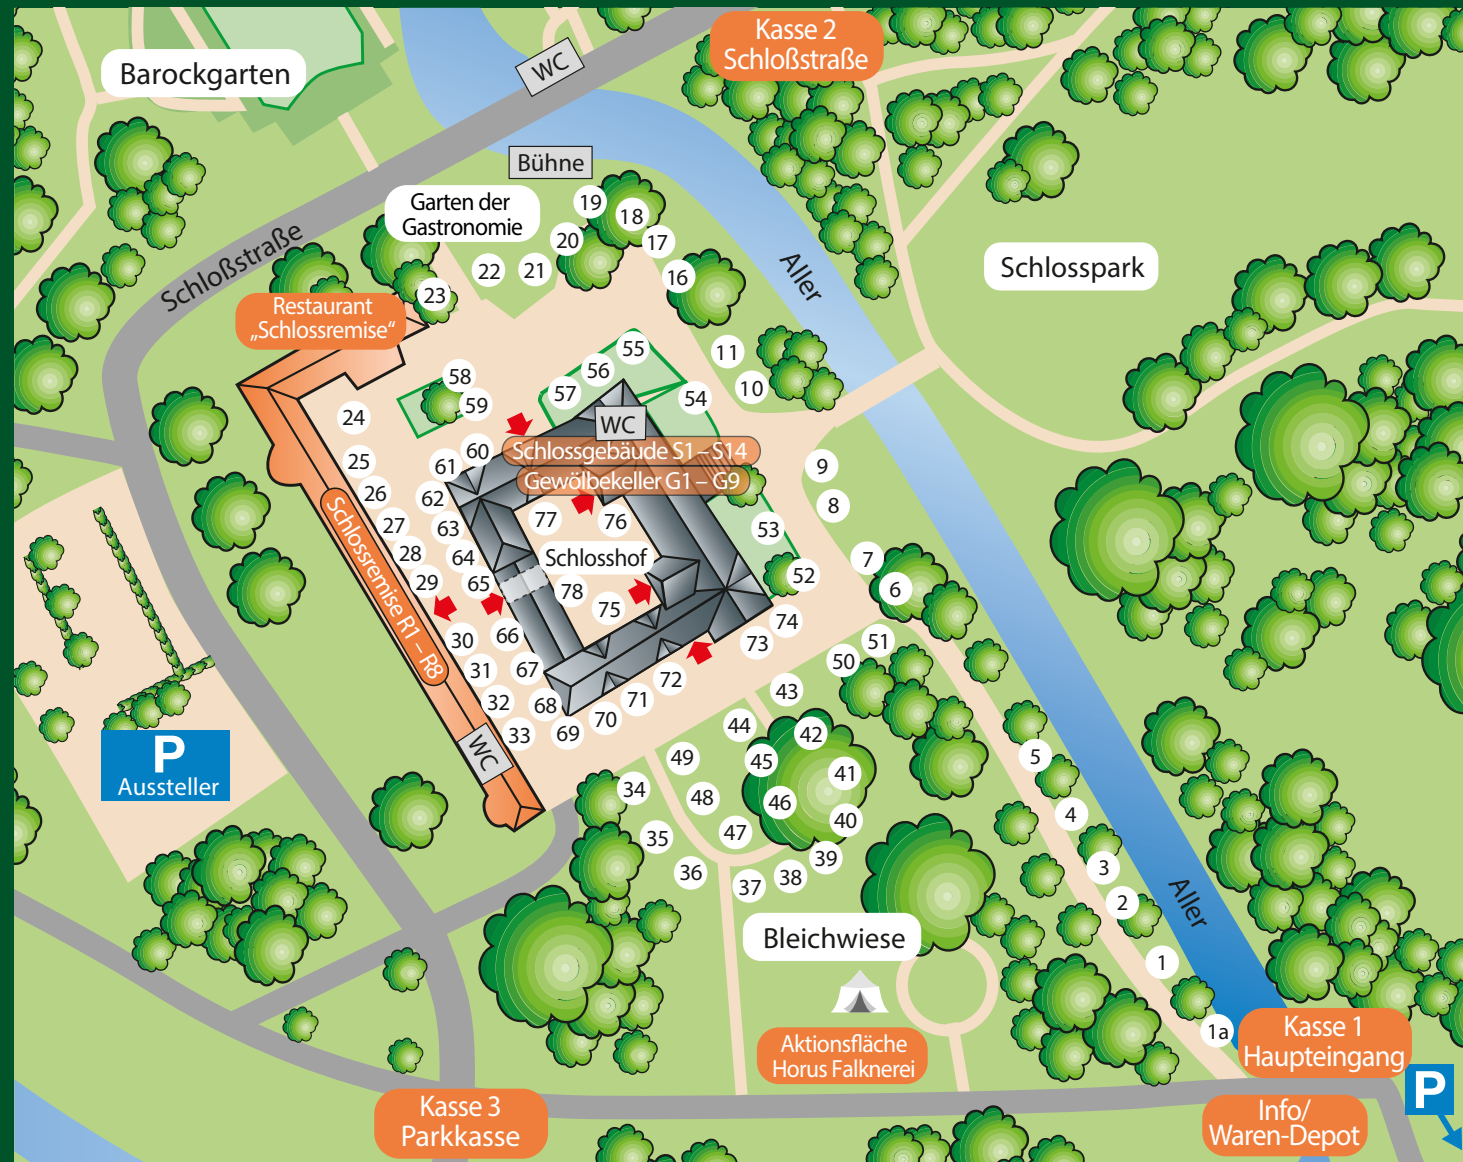 Kasse 2
Schloßstraße
WC
Barockgarten
Bühne
Garten der
Gastronomie
19
18
20
17
22
21
16
23
Schloßstraße
Aller
Schlosspark
Restaurant
„Schlossremise“
11
10
55
56
57
54
58
59
24
WC
Schlossgebäude S1 – S14
Gewölbekeller G1 – G9
60
61
62
63
64
65
25
26
27
28
29
9
8
7
6
77
76
Schlosshof
78
75
53
52
74
73
Schlossremise R1 – R8
30
31
32
33
66
67
68
69
70
71
72
WC
51
50
43
44
42
45
41
46
40
49
48
47
39
38
37
36
35
34
5
4
3
2
1
1a
Aller
P
Aussteller
Bleichwiese
Aktionsfläche
Horus Falknerei
Kasse 1
Haupteingang
P
Kasse 3
Parkkasse
Info/
Waren-Depot